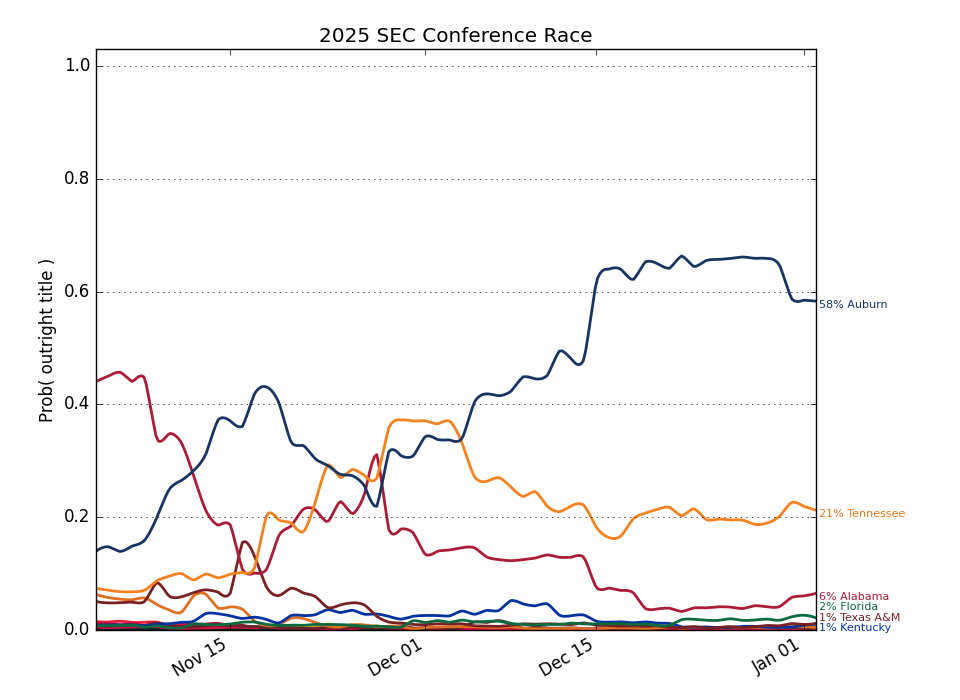 2025 SEC Conference Race
Prob( outright title )
1.0
0.8
0.6
0.4
0.2
0.0
Nov 15
Dec 01
Dec 15
Jan 01
58% Auburn
21% Tennessee
6% Alabama
2% Florida
1% Texas A&M
1% Kentucky